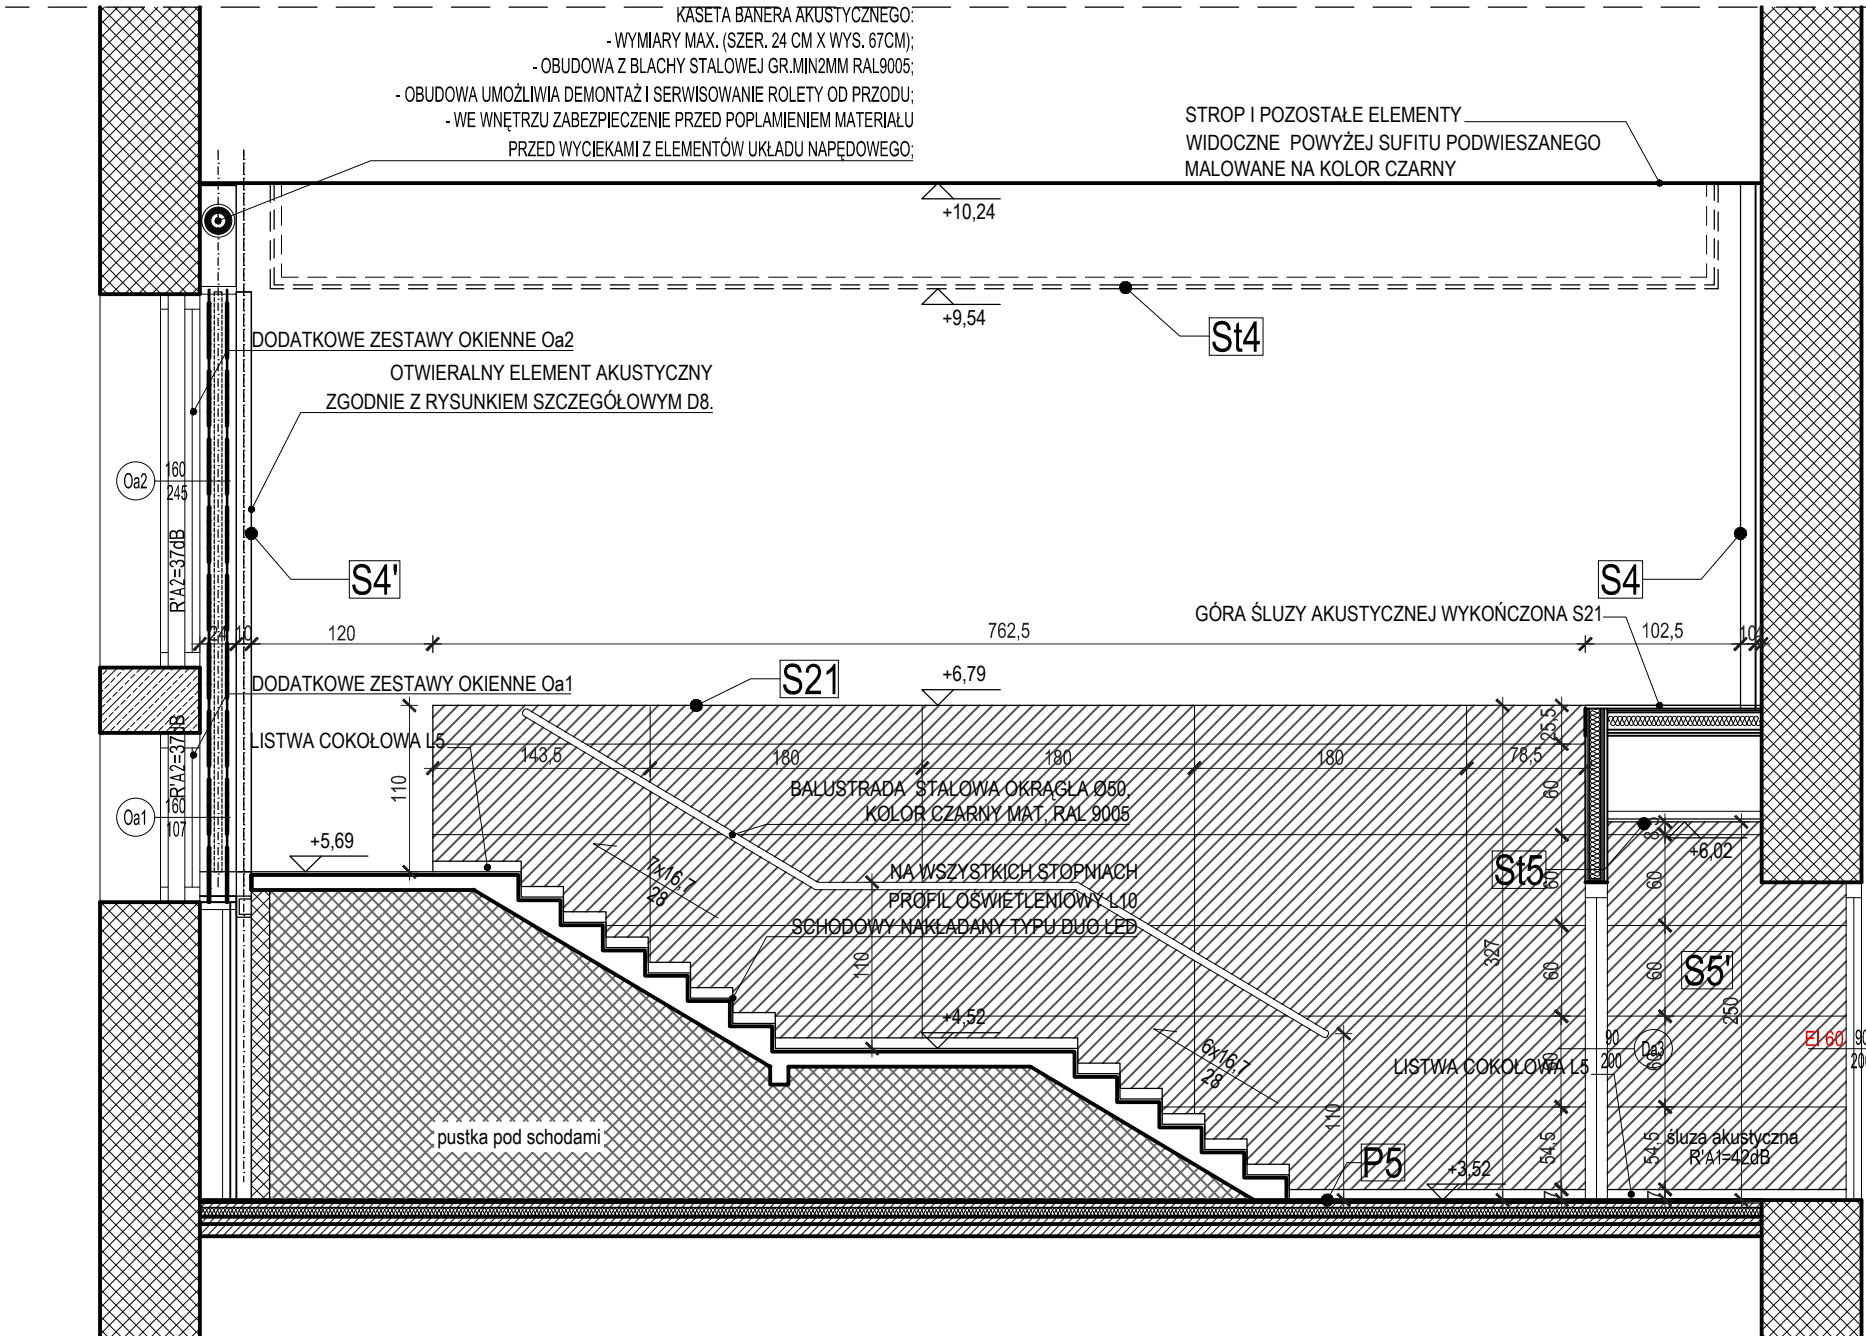 KASETA BANERA AKUSTYCZNEGO:
- WYMIARY MAX. (SZER. 24 CM X WYS. 67CM);
- OBUDOWA Z BLACHY STALOWEJ GR.MIN2MM RAL9005;
- OBUDOWA UMOŻLIWIA DEMONTAŻ I SERWISOWANIE ROLETY OD PRZODU;
- WE WNĘTRZU ZABEZPIECZENIE PRZED POPLAMIENIEM MATERIAŁU
PRZED WYCIEKAMI Z ELEMENTÓW UKŁADU NAPĘDOWEGO;
STROP I POZOSTAŁE ELEMENTY
WIDOCZNE POWYŻEJ SUFITU PODWIESZANEGO
MALOWANE NA KOLOR CZARNY
+10,24
+9,54
St4
DODATKOWE ZESTAWY OKIENNE Oa2
OTWIERALNY ELEMENT AKUSTYCZNY
ZGODNIE Z RYSUNKIEM SZCZEGÓŁOWYM D8.
Oa2
160
245
R'A2=37dB
S4'
S4
GÓRA ŚLUZY AKUSTYCZNEJ WYKOŃCZONA S21
24
10
120
762,5
102,5
10
DODATKOWE ZESTAWY OKIENNE Oa1
S21
+6,79
R'A2=37dB
LISTWA COKOŁOWA L5
143,5
180
180
180
78,5
25,5
60
110
BALUSTRADA STALOWA OKRĄGŁA Ø50,
KOLOR CZARNY MAT, RAL 9005
Oa1
160
107
+5,69
7x16,7
28
NA WSZYSTKICH STOPNIACH
PROFIL OŚWIETLENIOWY L10
SCHODOWY NAKŁADANY TYPU DUO LED
110
St5
+6,02
60
60
327
60
60
S5'
250
+4,52
6x16,7
28
90
200
Da3
60
60
EI 60
LISTWA COKOŁOWA L5
110
pustka pod schodami
54,5
54,5
śluza akustyczna
R'A1=42dB
P5
+3,52
7
7